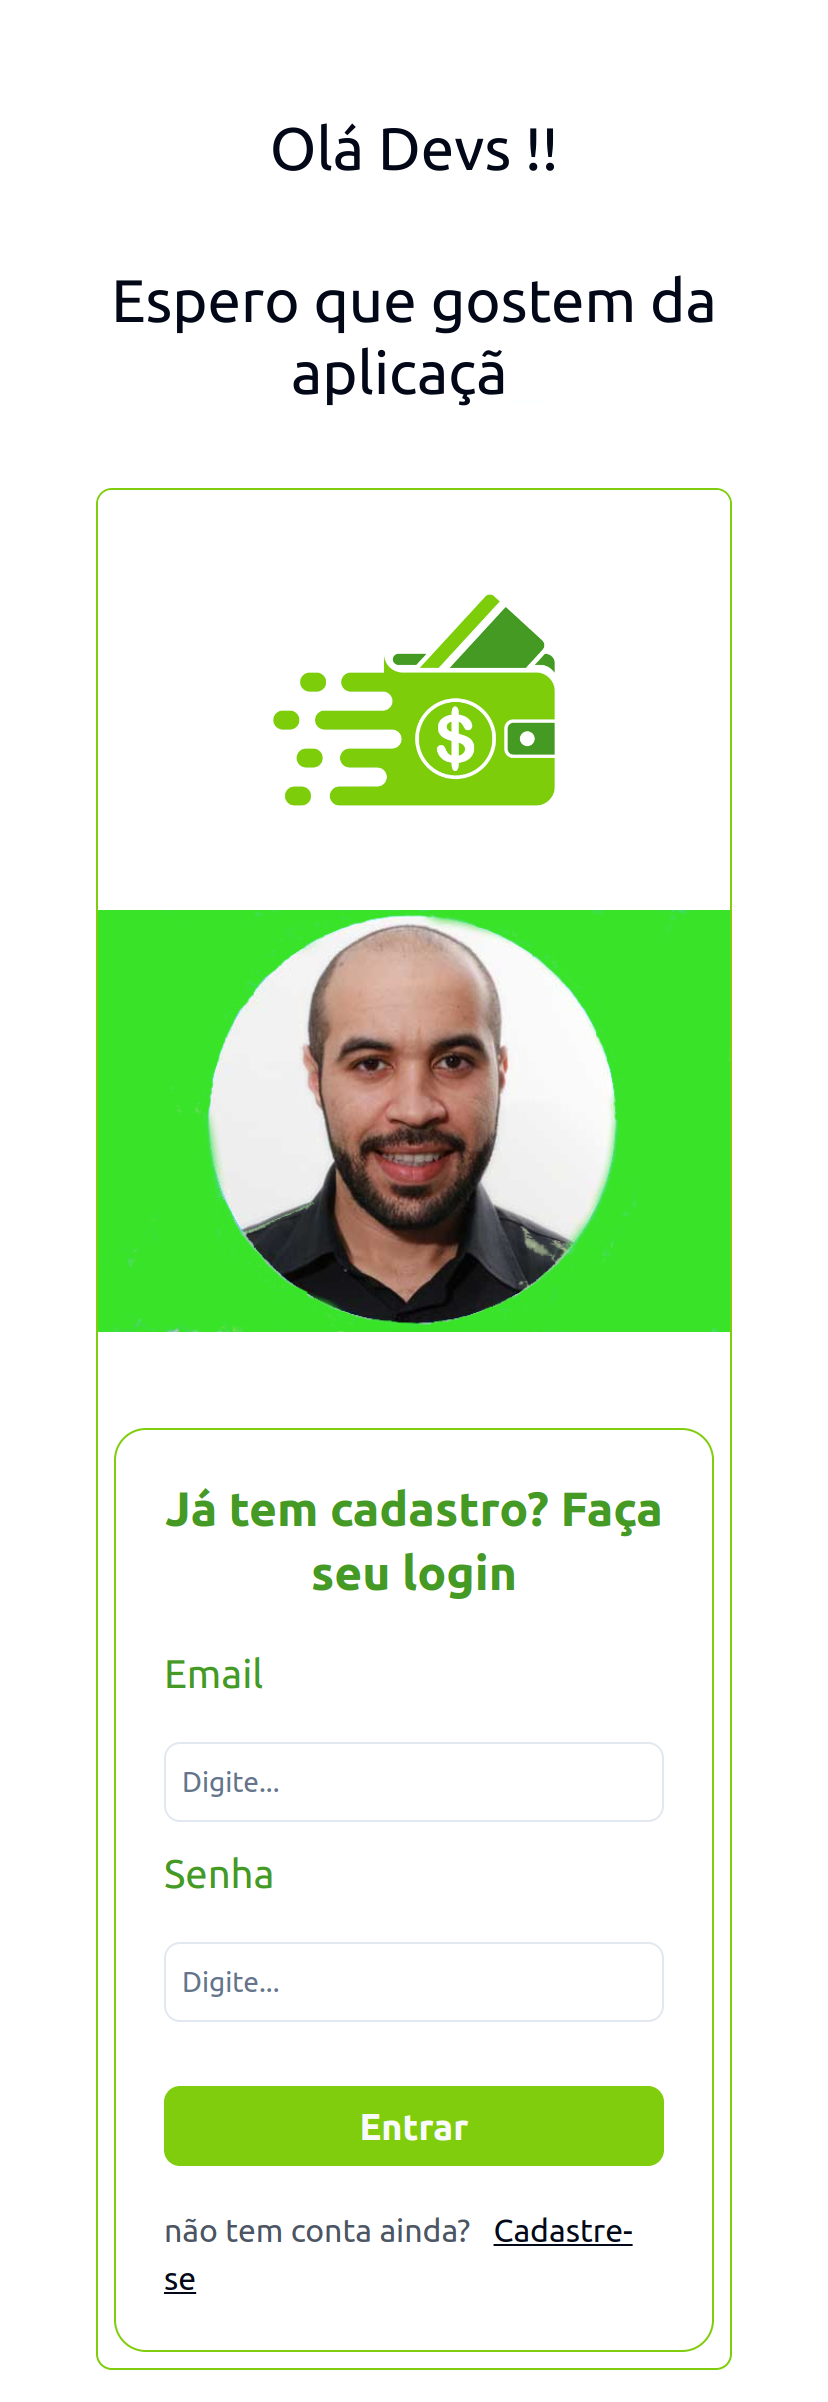 Olá Devs !!
Espero que gostem da
aplicaçã
$
Já tem cadastro? Faça
seu login
Email
Digite...
Senha
Digite...
Entrar
não tem conta ainda? Cadastre-
se